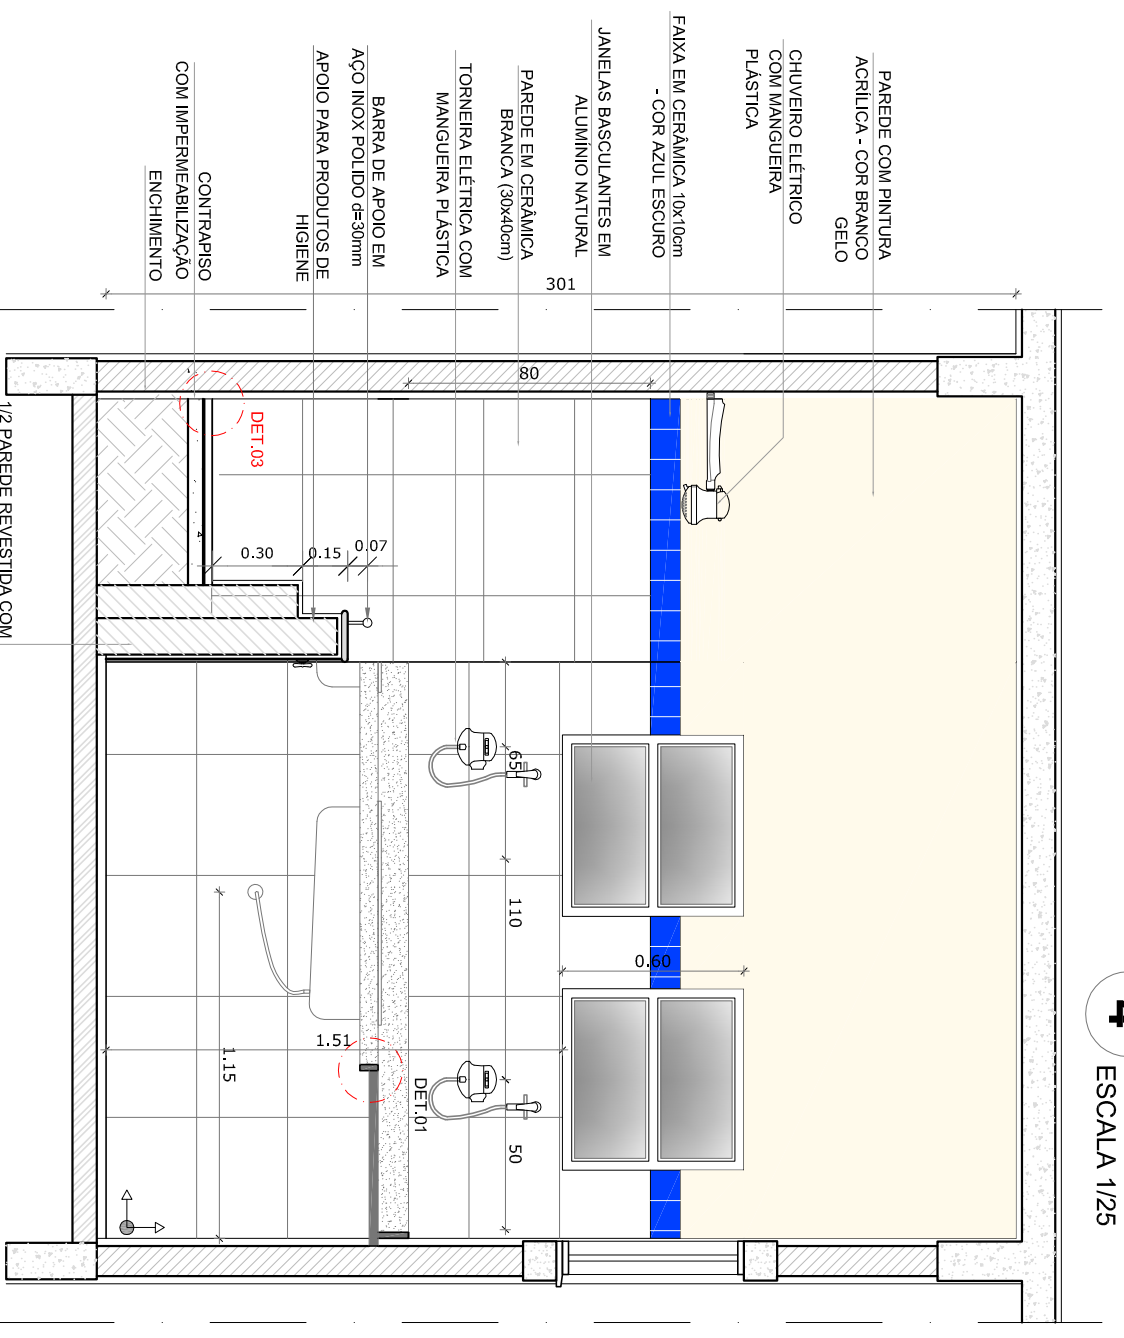 4
ESCALA 1/25
PAREDE COM PINTURA
ACRÍLICA - COR BRANCO
GELO
CHUVEIRO ELÉTRICO
COM MANGUEIRA
PLÁSTICA
FAIXA EM CERÂMICA 10x10cm
- COR AZUL ESCURO
JANELAS BASCULANTES EM
ALUMÍNIO NATURAL
PAREDE EM CERÂMICA
BRANCA (30x40cm)
TORNEIRA ELÉTRICA COM
MANGUEIRA PLÁSTICA
BARRA DE APOIO EM
AÇO INOX POLIDO d=30mm
APOIO PARA PRODUTOS DE
HIGIENE
CONTRAPISO
COM IMPERMEABILIZAÇÃO
ENCHIMENTO
301
80
DET.03
0.30
0.15
0.07
65
110
0.60
1.51
DET.01
50
1.15
1/2 PAREDE REVESTIDA COM